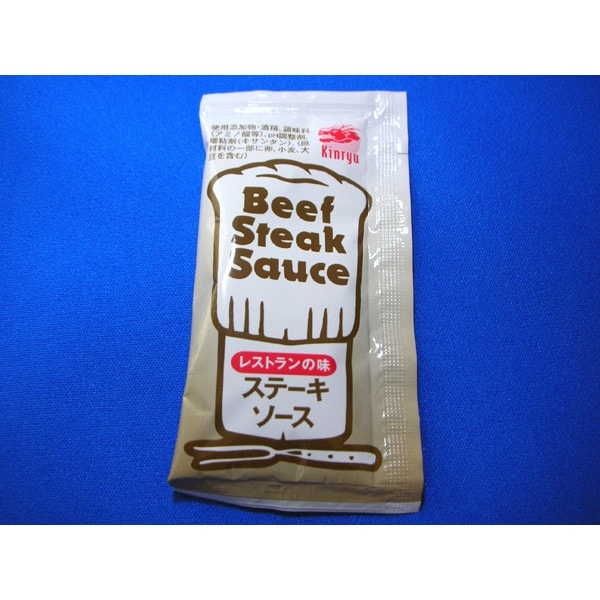 使用添加物・酒精、調味料
(アミノ酸等)、pH調整剤、
増粘剤(キサンタン)、(原
材料の一部に卵、小麦、大
豆を含む)
Kinryu
Beef
Steak
Sauce
レストランの味
ステーキ
ソース